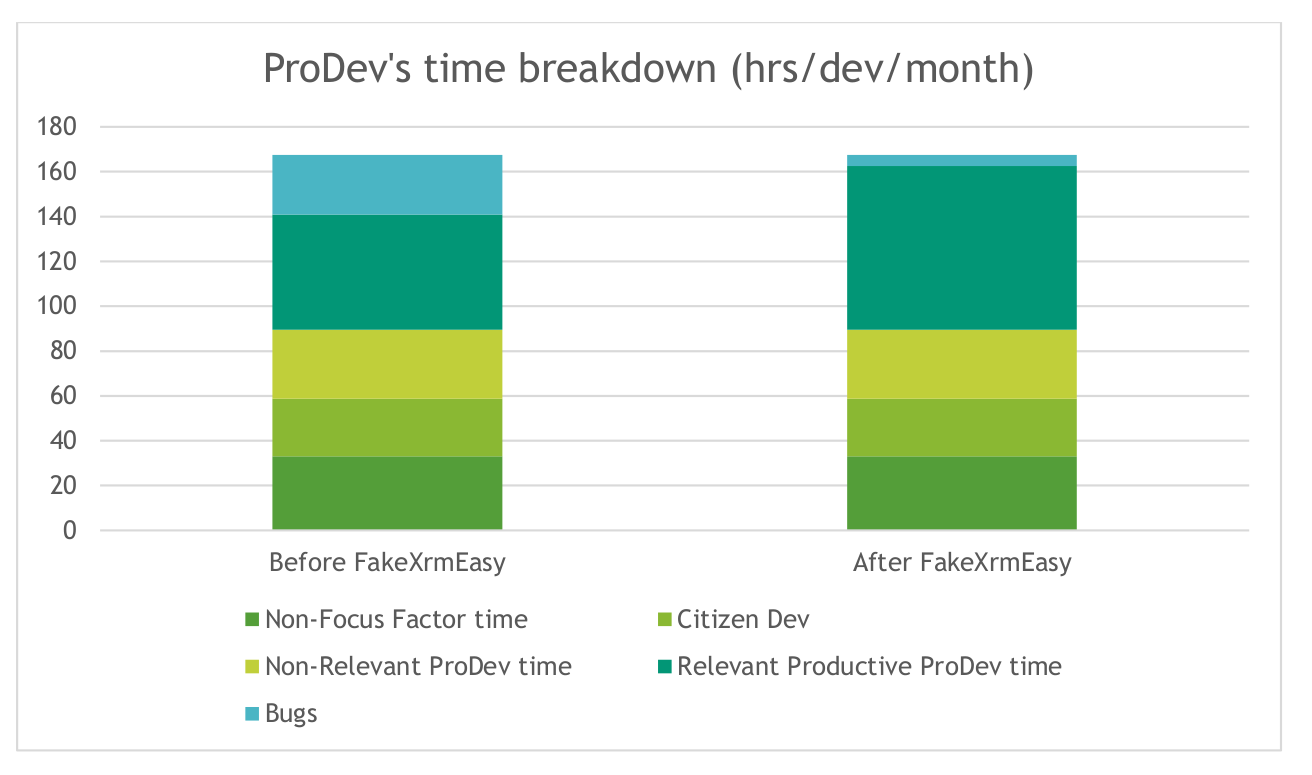 ProDev's time breakdown (hrs/dev/month)
180
160
140
120
100
80
60
40
20
0
Before FakeXrmEasy
After FakeXrmEasy
Non-Focus Factor time
Citizen Dev
Non-Relevant ProDev time
Relevant Productive ProDev time
Bugs